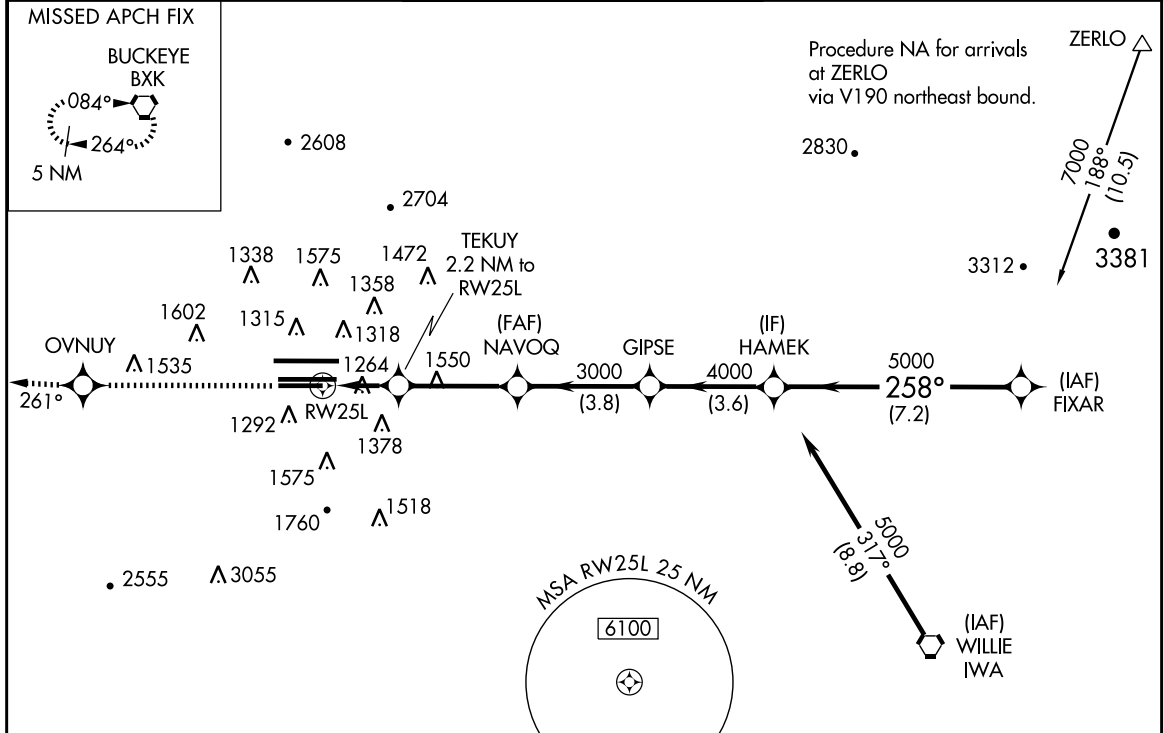 MISSED APCH FIX
BUCKEYE
BXK
084°
264°
5 NM
Procedure NA for arrivals
at ZERLO
via V190 northeast bound.
ZERLO
7000
188°
(10.5)
2608
2830
2704
3381
3312
TEKUY
2.2 NM to
RW25L
1338
1575
1472
1358
1602
1315
1318
(FAF)
NAVOQ
GIPSE
(IF)
HAMEK
OVNUY
1535
1264
1550
3000
(3.8)
4000
(3.6)
5000
258°
(7.2)
(IAF)
FIXAR
261°
RW25L
1292
1378
1575
1518
1760
5000
317°
(8.8)
2555
3055
MSA RW25L 25 NM
6100
(IAF)
WILLIE
IWA